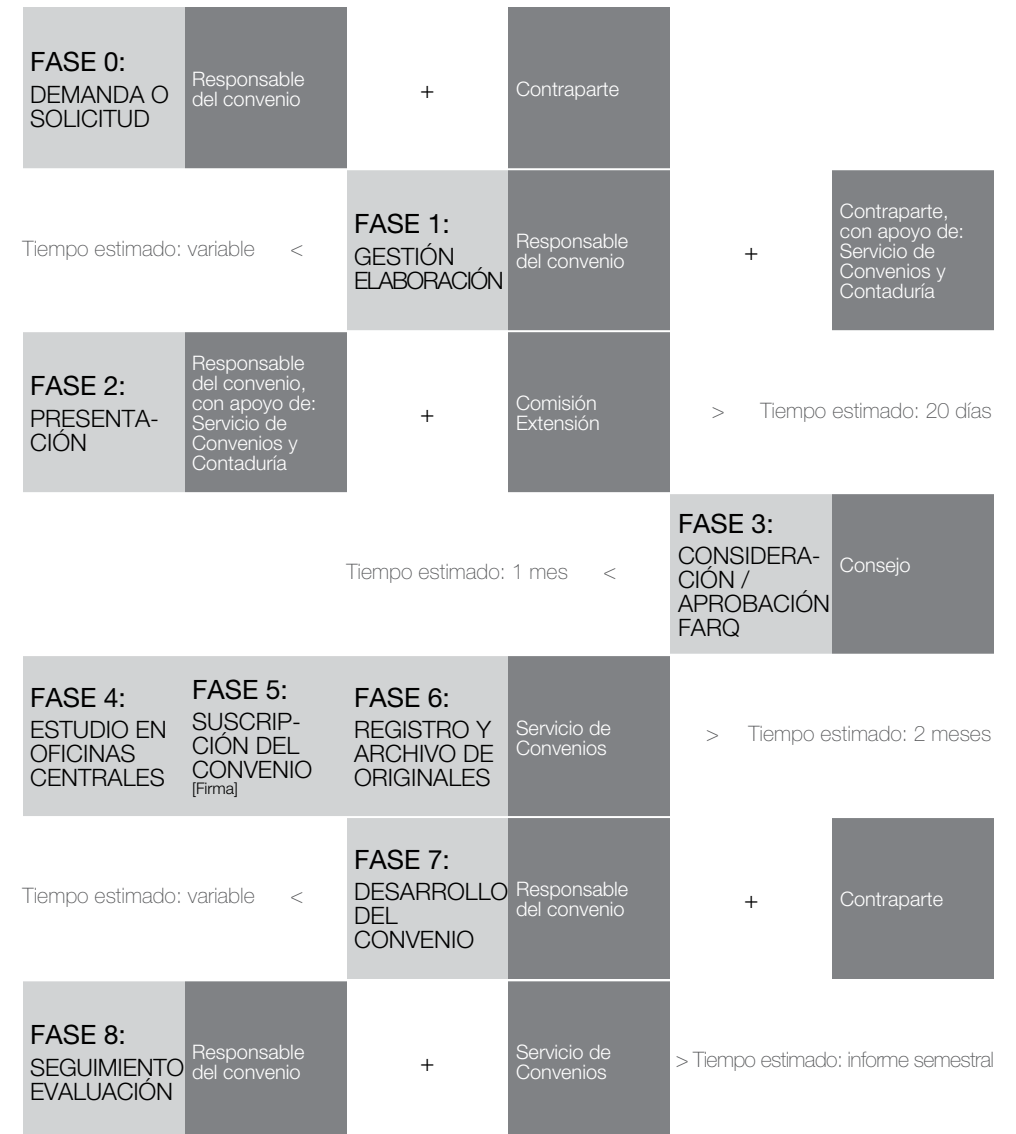 FASE 0:
DEMANDA O
SOLICITUD
Responsable
del convenio
+
Contraparte
Tiempo estimado: variable <
FASE 1:
GESTIÓN
ELABORACIÓN
Responsable
del convenio
+
Contraparte,
con apoyo de:
Servicio de
Convenios y
Contaduría
FASE 2:
PRESENTA-
CIÓN
Responsable
del convenio,
con apoyo de:
Servicio de
Convenios y
Contaduría
+
Comisión
Extensión
> Tiempo estimado: 20 días
Tiempo estimado: 1 mes <
FASE 3:
CONSIDERA-
CIÓN /
APROBACIÓN
FARQ
Consejo
FASE 4:
ESTUDIO EN
OFICINAS
CENTRALES
FASE 5:
SUSCRIP-
CIÓN DEL
CONVENIO
[Firma]
FASE 6:
REGISTRO Y
ARCHIVO DE
ORIGINALES
Servicio de
Convenios
> Tiempo estimado: 2 meses
Tiempo estimado: variable <
FASE 7:
DESARROLLO
DEL
CONVENIO
Responsable
del convenio
+
Contraparte
FASE 8:
SEGUIMIENTO
EVALUACIÓN
Responsable
del convenio
+
Servicio de
Convenios
> Tiempo estimado: informe semestral